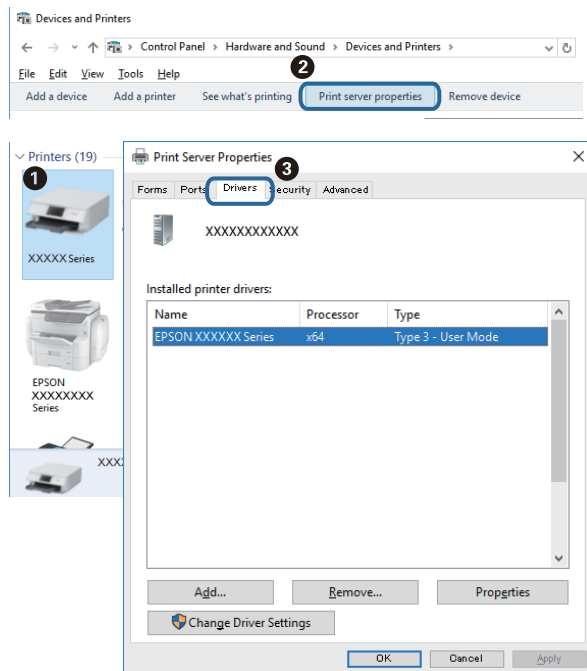 Devices and Printers
Control Panel > Hardware and Sound > Devices and Printers >
2
File Edit View Tools Help
Add a device Add a printer See what's printing Print server properties Remove device
Printers (19)
1
XXXXX Series
EPSON
XXXXXXXX
Series
XXX
Print Server Properties
3
Forms Ports Drivers Security Advanced
XXXXXXXXXXXX
Installed printer drivers:
Name Processor Type
EPSON XXXXXX Series x64 Type 3 - User Mode
Add... Remove... Properties
Change Driver Settings
OK Cancel Apply